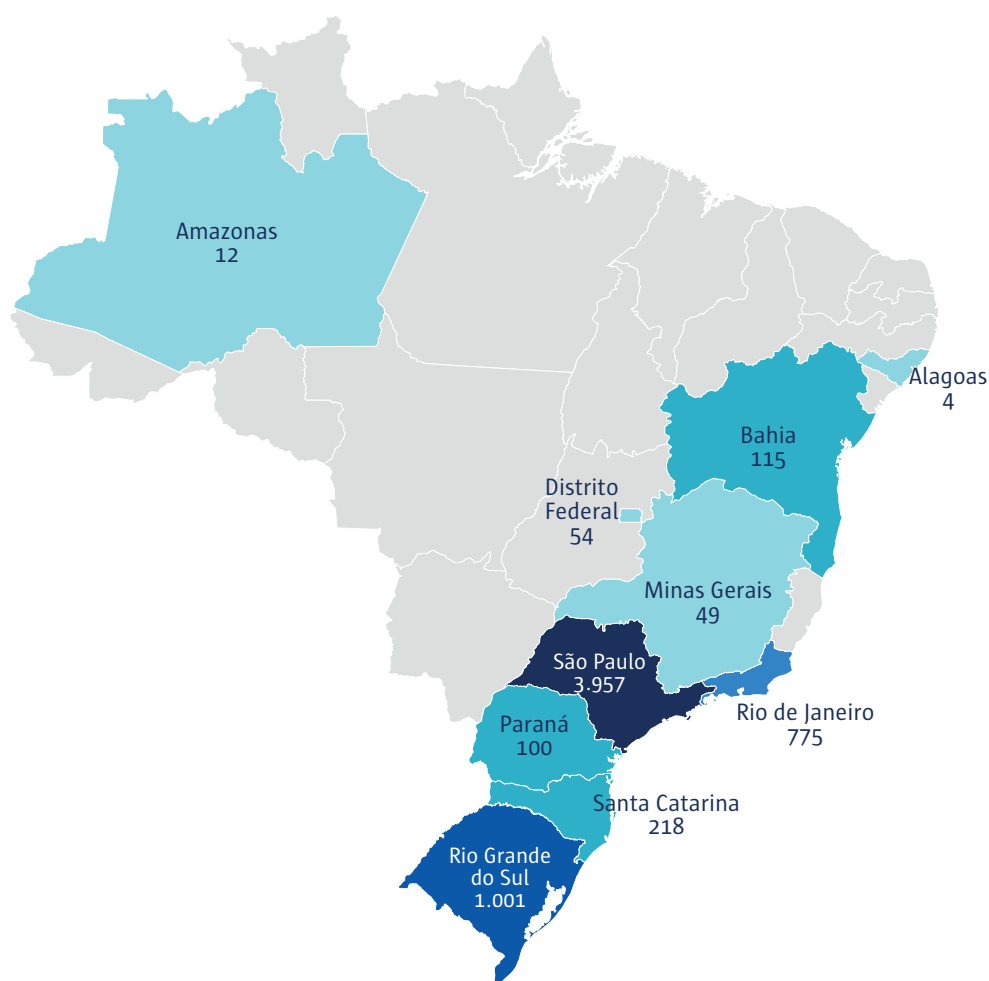 Amazonas
12
Alagoas
4
Bahia
115
Distrito
Federal
54
Minas Gerais
49
São Paulo
3.957
Rio de Janeiro
775
Paraná
100
Santa Catarina
218
Rio Grande
do Sul
1.001